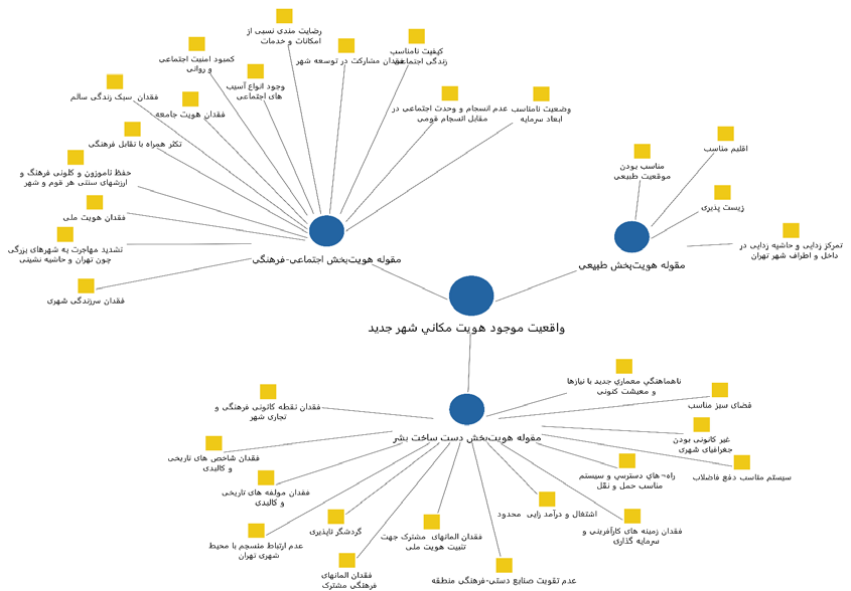 رضایت مندی نسبی از
امکانات و خدمات
کیفیت نامناسب
زندگی اجتماعی
فقدان مشارکت در توسعه شهر
کمبود امنیت اجتماعی
و روانی
وجود انواع آسیب
های اجتماعی
فقدان سبک زندگی سالم
فقدان هویت جامعه
عدم انسجام و وحدت اجتماعی در
مقابل انسجام قومی
وضعیت نامناسب
ابعاد سرمایه
تکثر همراه با تقابل فرهنگی
حفظ ناموزون و کلونی فرهنگ و
ارزشهای سنتی هر قوم و شهر
فقدان هویت ملی
تشدید مهاجرت به شهرهای بزرگی
چون تهران و حاشیه نشینی
فقدان سرزندگی شهری
مقوله هویت‌بخش اجتماعی-فرهنگی
اقلیم مناسب
مناسب بودن
موقعیت طبیعی
زیست پذیری
تمرکز زدایی و حاشیه زدایی در
داخل و اطراف شهر تهران
مقوله هویت‌بخش طبیعی
واقعیت موجود هویت مکاني شهر جدید
ناهماهنگي معماري جدید با نیازها
و معیشت کنونی
فضای سبز مناسب
فقدان نقطه کانونی فرهنگی و
تجاری شهر
غیر کانونی بودن
جغرافیای شهری
مقوله هویت‌بخش دست ساخت بشر
فقدان شاخص های تاریخی
و کالبدی
سیستم مناسب دفع فاضلاب
راه¬ هاي دسترسي و سیستم
مناسب حمل و نقل
فقدان مولفه های تاریخی
و کالبدی
اشتغال و درآمد زایی محدود
گردشگر ناپذیری
فقدان المانهای مشترک جهت
تثبیت هویت ملی
فقدان زمینه های کارآفرینی و
سرمایه گذاری
عدم ارتباط منسجم با محیط
شهری تهران
فقدان المانهای
فرهنگی مشترک
عدم تقویت صنایع دستی-فرهنگی منطقه